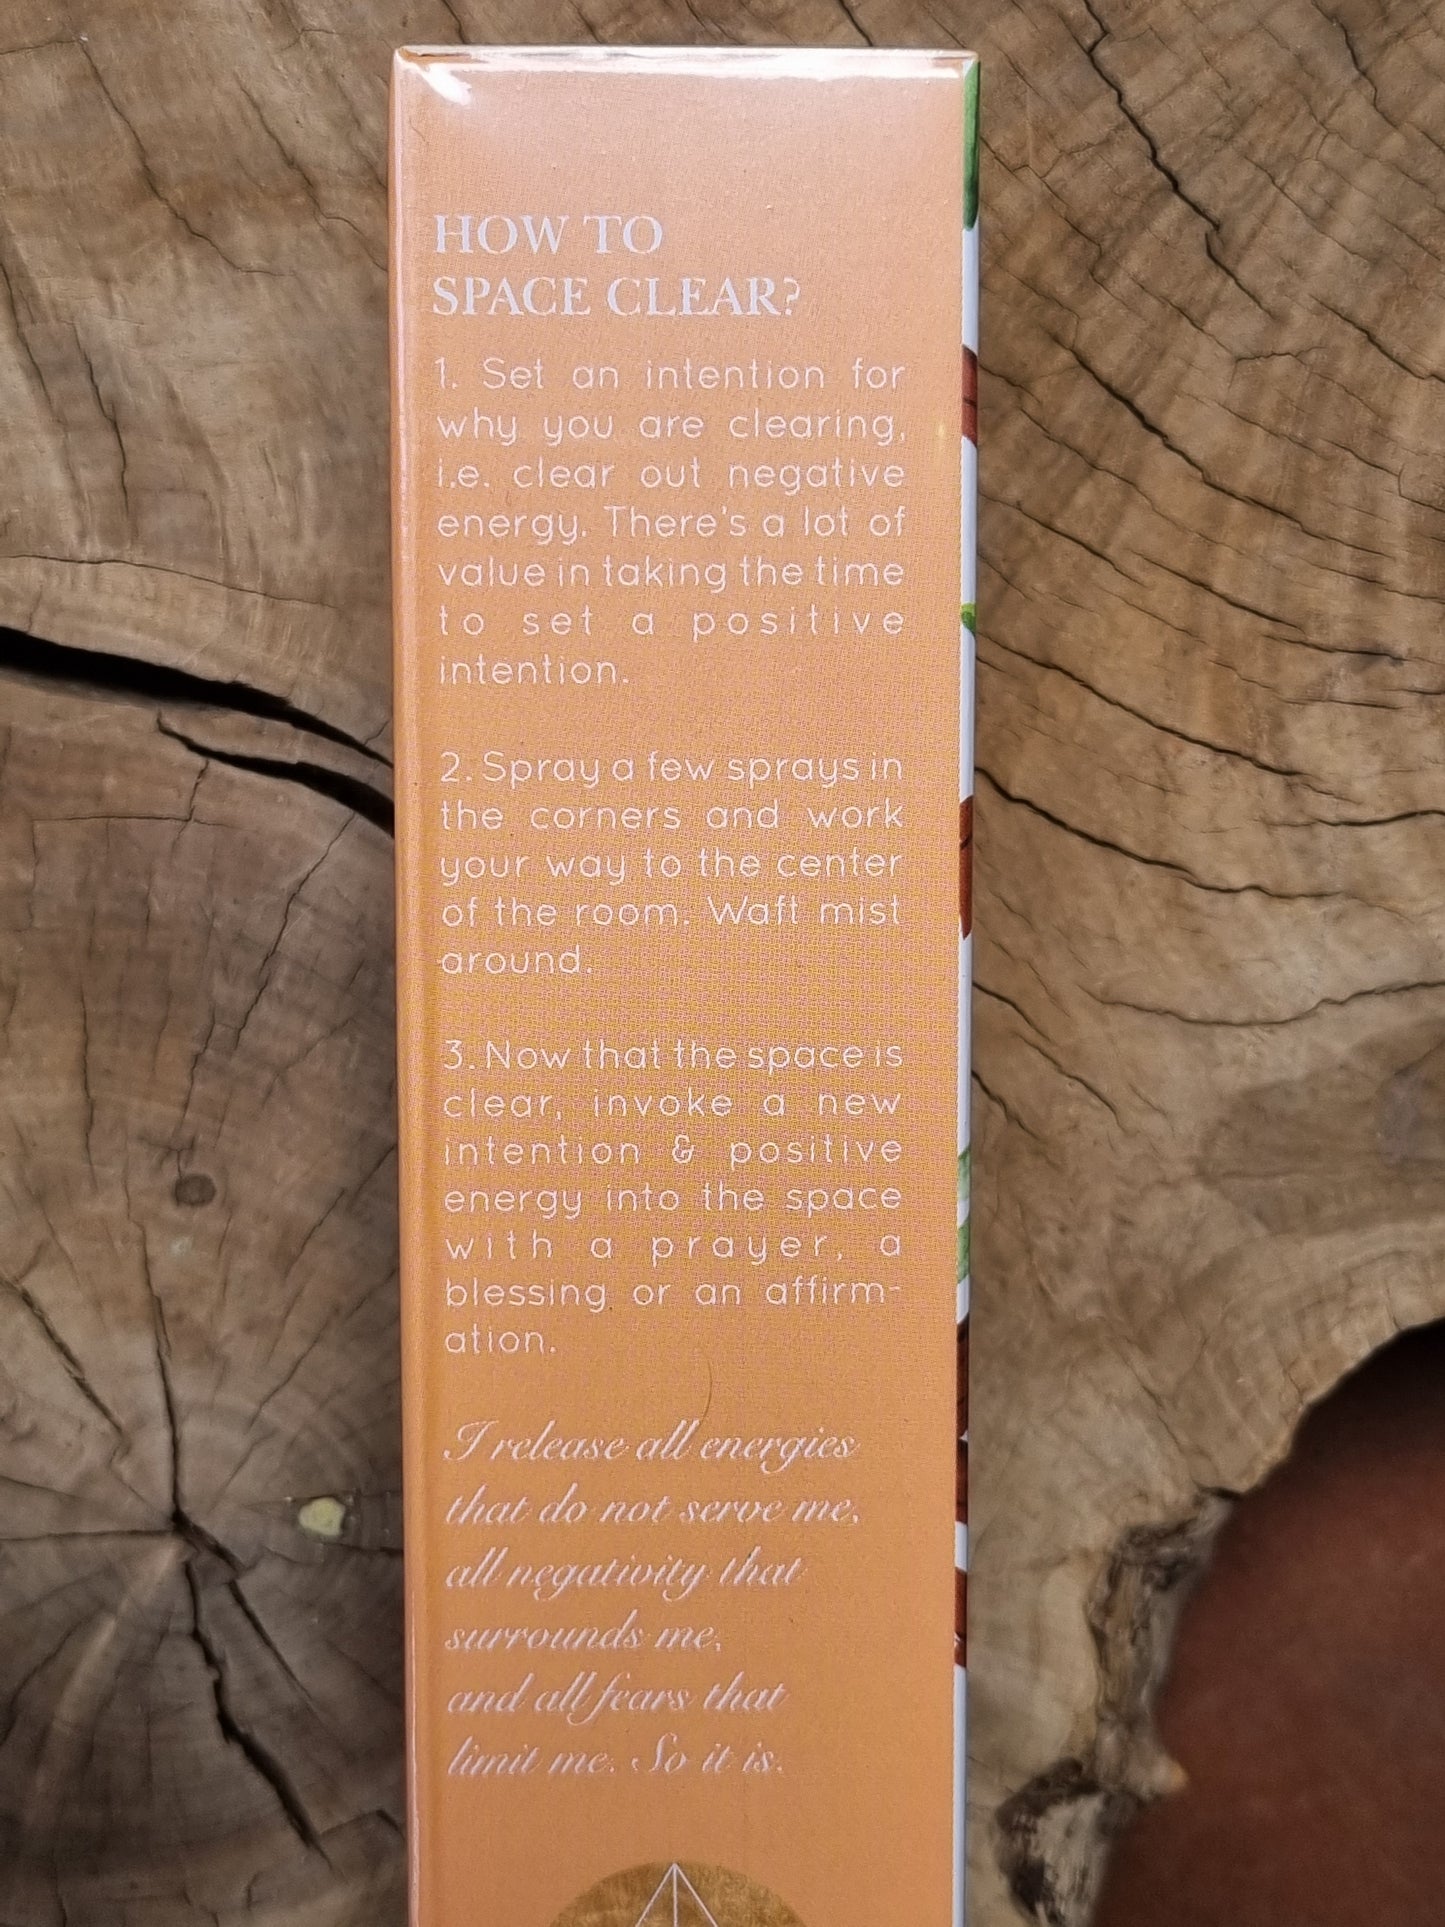 HOW TO
SPACE CLEAR?
1. Set an intention for
why you are clearing,
i.e. clear out negative
energy. There's a lot of
value in taking the time
to set a positive
intention.
2. Spray a few sprays in
the corners and work
your way to the center
of the room. Waft mist
around.
3. Now that the space is
clear, invoke a new
intention & positive
energy into the space
with a prayer, a
blessing or an affirm-
ation.
I release all energies
that do not serve me,
all negativity that
surrounds me,
and all fears that
limit me. So it is.